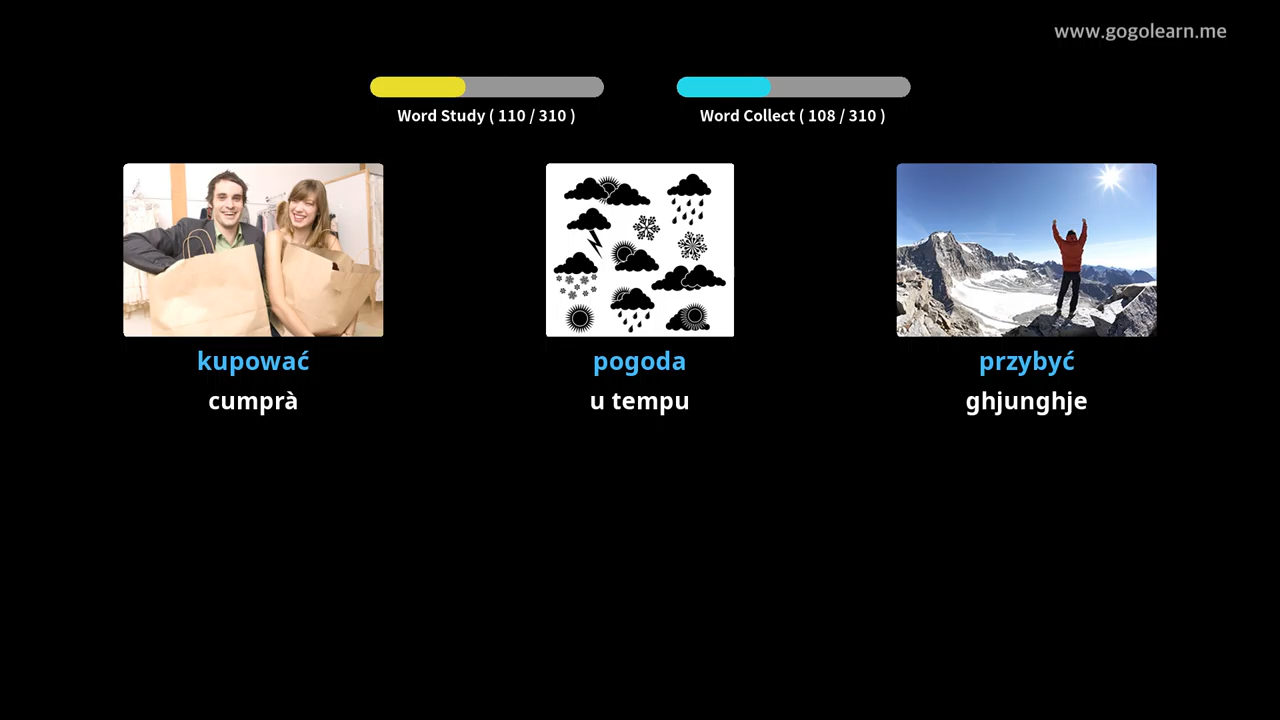 www.gogolearn.me
Word Study ( 110 / 310 )
Word Collect ( 108 / 310 )
kupować
pogoda
przybyć
cumprà
u tempu
ghjunghje